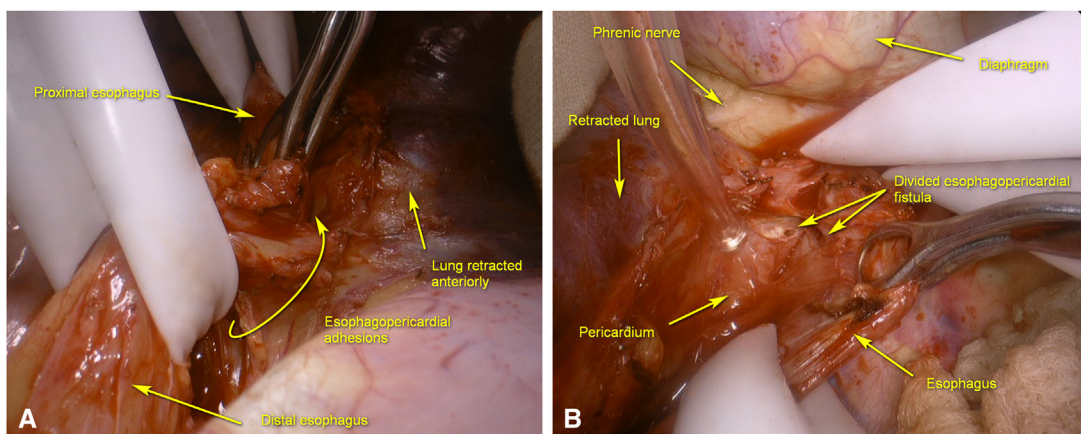 Proximal esophagus
Lung retracted
anteriorly
Esophagopericardial
adhesions
Distal esophagus
A
Phrenic nerve
Diaphragm
Retracted lung
Divided esophagopericardial
fistula
Pericardium
Esophagus
B